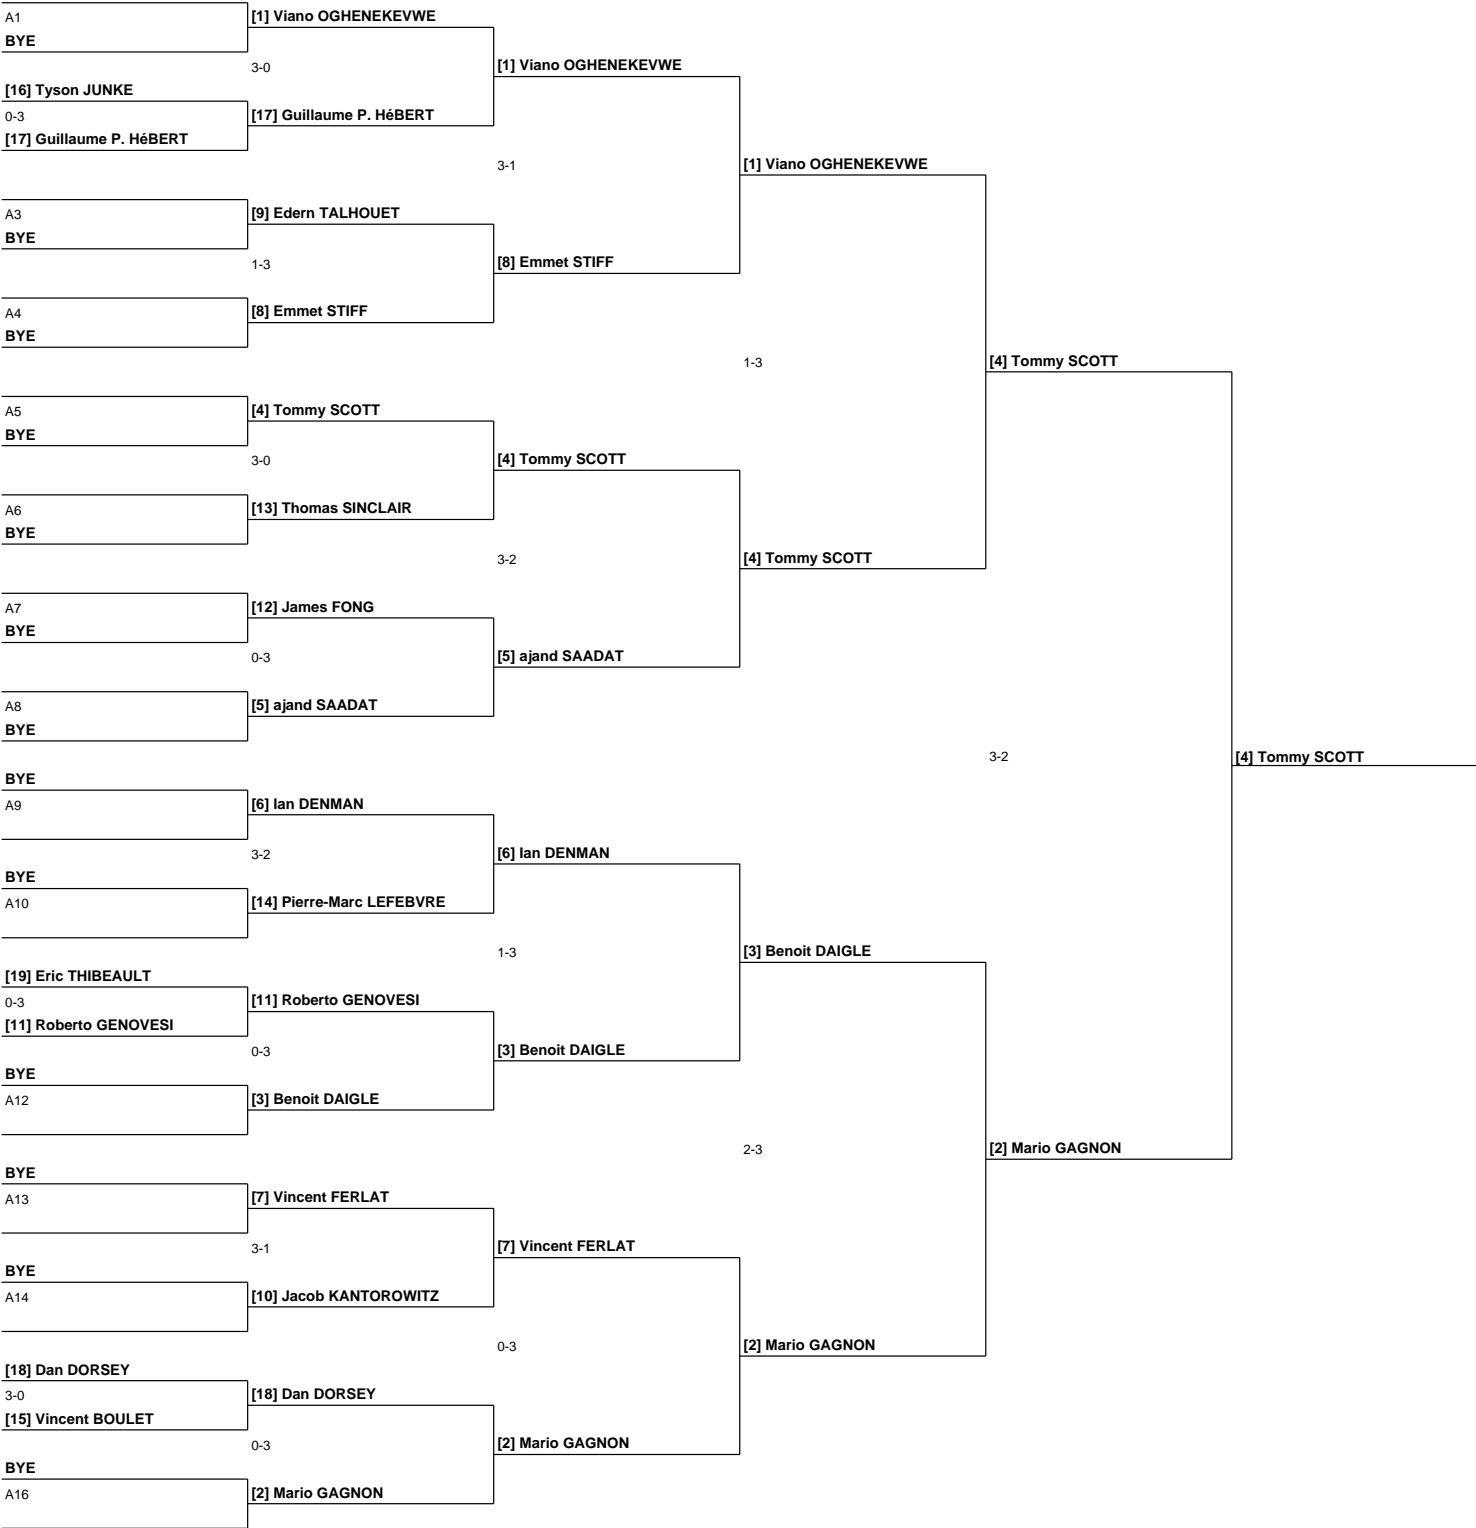 A1
[1] Viano OGHENEKEVWE
BYE
3-0
[1] Viano OGHENEKEVWE
[16] Tyson JUNKE
0-3
[17] Guillaume P. HéBERT
[17] Guillaume P. HéBERT
3-1
[1] Viano OGHENEKEVWE
A3
[9] Edern TALHOUET
BYE
1-3
[8] Emmet STIFF
A4
[8] Emmet STIFF
BYE
1-3
[4] Tommy SCOTT
A5
[4] Tommy SCOTT
BYE
3-0
[4] Tommy SCOTT
A6
[13] Thomas SINCLAIR
BYE
3-2
[4] Tommy SCOTT
A7
[12] James FONG
BYE
0-3
[5] ajand SAADAT
A8
[5] ajand SAADAT
BYE
3-2
[4] Tommy SCOTT
BYE
A9
[6] Ian DENMAN
3-2
[6] Ian DENMAN
BYE
A10
[14] Pierre-Marc LEFEBVRE
1-3
[3] Benoit DAIGLE
[19] Eric THIBEAULT
0-3
[11] Roberto GENOVESI
[11] Roberto GENOVESI
0-3
[3] Benoit DAIGLE
BYE
A12
[3] Benoit DAIGLE
2-3
[2] Mario GAGNON
BYE
A13
[7] Vincent FERLAT
3-1
[7] Vincent FERLAT
BYE
A14
[10] Jacob KANTOROWITZ
0-3
[2] Mario GAGNON
[18] Dan DORSEY
3-0
[18] Dan DORSEY
[15] Vincent BOULET
0-3
[2] Mario GAGNON
BYE
A16
[2] Mario GAGNON